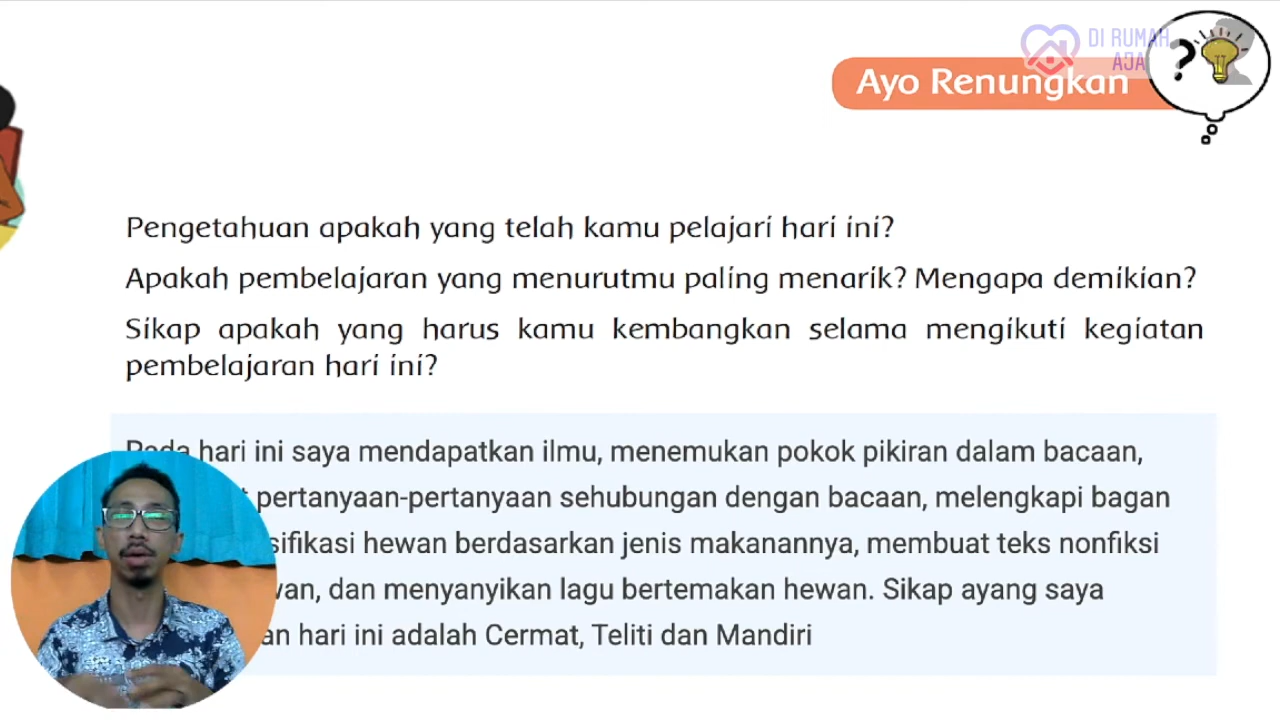 DI RUMAH
AJA
Ayo Renungkan
Pengetahuan apakah yang telah kamu pelajari hari ini?
Apakah pembelajaran yang menurutmu paling menarik? Mengapa demikian?
Sikap apakah yang harus kamu kembangkan selama mengikuti kegiatan
pembelajaran hari ini?
Pada hari ini saya mendapatkan ilmu, menemukan pokok pikiran dalam bacaan,
pertanyaan-pertanyaan sehubungan dengan bacaan, melengkapi bagan
hewan berdasarkan jenis makanannya, membuat teks nonfiksi
dan menyanyikan lagu bertemakan hewan. Sikap ayang saya
hari ini adalah Cermat, Teliti dan Mandiri